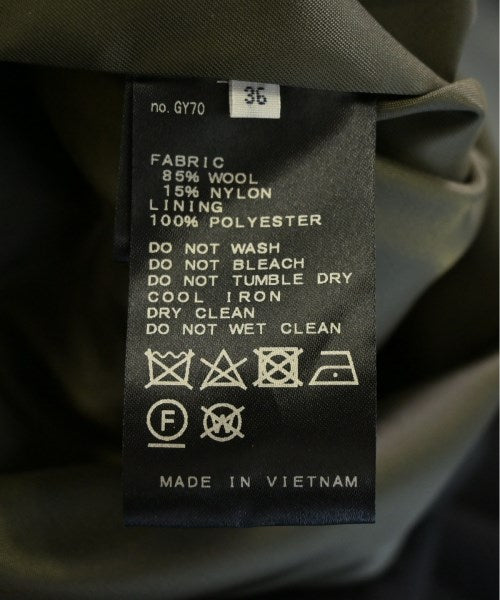 36
no. GY70
FABRIC
85% WOOL
15% NYLON
LINING
100% POLYESTER
DO NOT WASH
DO NOT BLEACH
DO NOT TUMBLE DRY
COOL IRON
DRY CLEAN
DO NOT WET CLEAN
F W
MADE IN VIETNAM